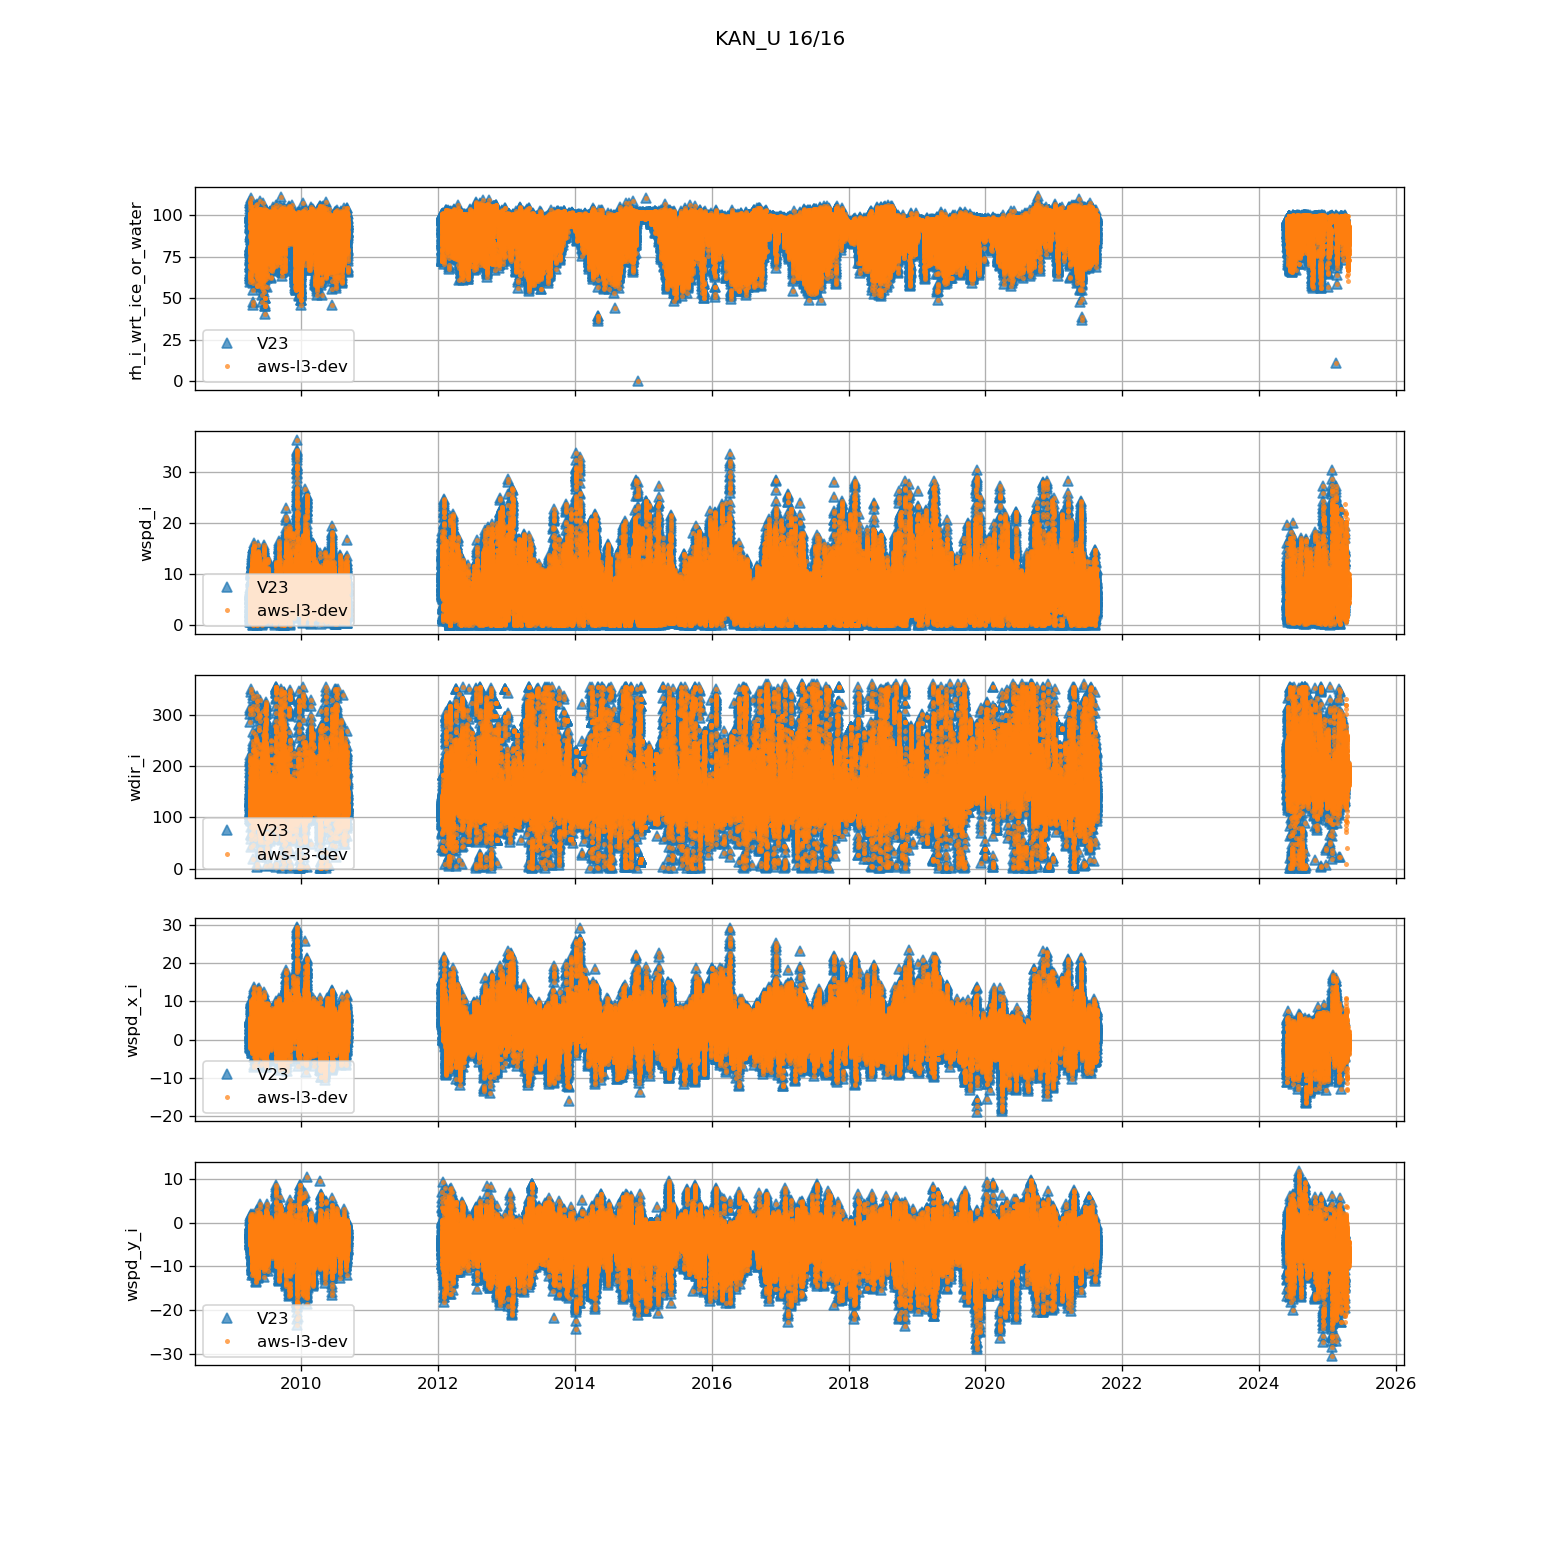 KAN_U 16/16
rh_i_wrt_ice_or_water
100
75
50
25
0
V23
aws-l3-dev
wspd_i
30
20
10
0
V23
aws-l3-dev
wdir_i
300
200
100
0
V23
aws-l3-dev
wspd_x_i
30
20
10
0
−10
−20
V23
aws-l3-dev
wspd_y_i
10
0
−10
−20
−30
V23
aws-l3-dev
2010 2012 2014 2016 2018 2020 2022 2024 2026